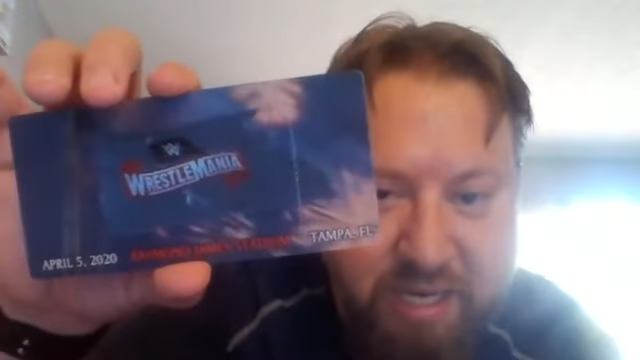 W
WRESTLEMANIA
APRIL 5, 2020 RAYMOND JAMES STADIUM TAMPA, FL